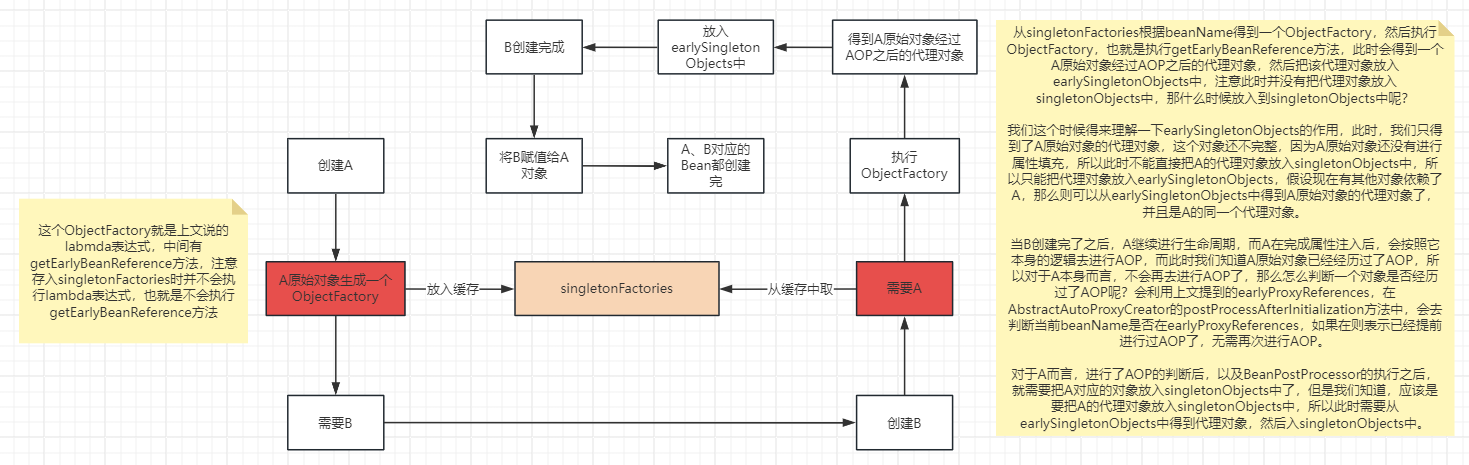 创建A
这个ObjectFactory就是上文说的
labmda表达式，中间有
getEarlyBeanReference方法，注意
存入singletonFactories时并不会执
行lambda表达式，也就是不会执行
getEarlyBeanReference方法
A原始对象生成一个
ObjectFactory
放入缓存
singletonFactories
从缓存中取
需要A
需要B
创建B
执行
ObjectFactory
得到A原始对象经过
AOP之后的代理对象
放入
earlySingleton
Objects中
B创建完成
将B赋值给A
对象
A、B对应的
Bean都创建
完
从singletonFactories根据beanName得到一个ObjectFactory，然后执行
ObjectFactory，也就是执行getEarlyBeanReference方法，此时会得到一个
A原始对象经过AOP之后的代理对象，然后把该代理对象放入
earlySingletonObjects中，注意此时并没有把代理对象放入
singletonObjects中，那什么时候放入到singletonObjects中呢？
我们这个时候得来理解一下earlySingletonObjects的作用，此时，我们只得
到了A原始对象的代理对象，这个对象还不完整，因为A原始对象还没有进行
属性填充，所以此时不能直接把A的代理对象放入singletonObjects中，所
以只能把代理对象放入earlySingletonObjects，假设现在有其他对象依赖了
A，那么则可以从earlySingletonObjects中得到A原始对象的代理对象了，
并且是A的同一个代理对象。
当B创建完了之后，A继续进行生命周期，而A在完成属性注入后，会按照它
本身的逻辑去进行AOP，而此时我们知道A原始对象已经经历过了AOP，所
以对于A本身而言，不会再去进行AOP了，那么怎么判断一个对象是否经历
过了AOP呢？会利用上文提到的earlyProxyReferences，在
AbstractAutoProxyCreator的postProcessAfterInitialization方法中，会去
判断当前beanName是否在earlyProxyReferences，如果在则表示已经提前
进行过AOP了，无需再次进行AOP。
对于A而言，进行了AOP的判断后，以及BeanPostProcessor的执行之后，
就需要把A对应的对象放入singletonObjects中了，但是我们知道，应该是
要把A的代理对象放入singletonObjects中，所以此时需要从
earlySingletonObjects中得到代理对象，然后入singletonObjects中。